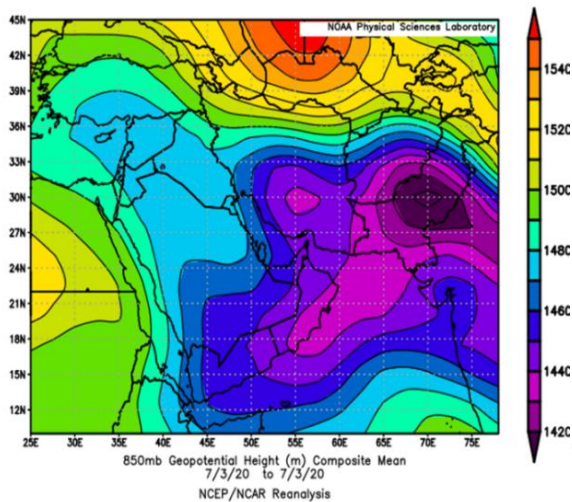 NOAA Physical Sciences Laboratory
45N
42N
39N
36N
33N
30N
27N
24N
21N
18N
15N
12N
25E 30E 35E 40E 45E 50E 55E 60E 65E 70E 75E
1540
1520
1500
1480
1460
1440
1420
850mb Geopotential Height (m) Composite Mean
7/3/20 to 7/3/20
NCEP/NCAR Reanalysis